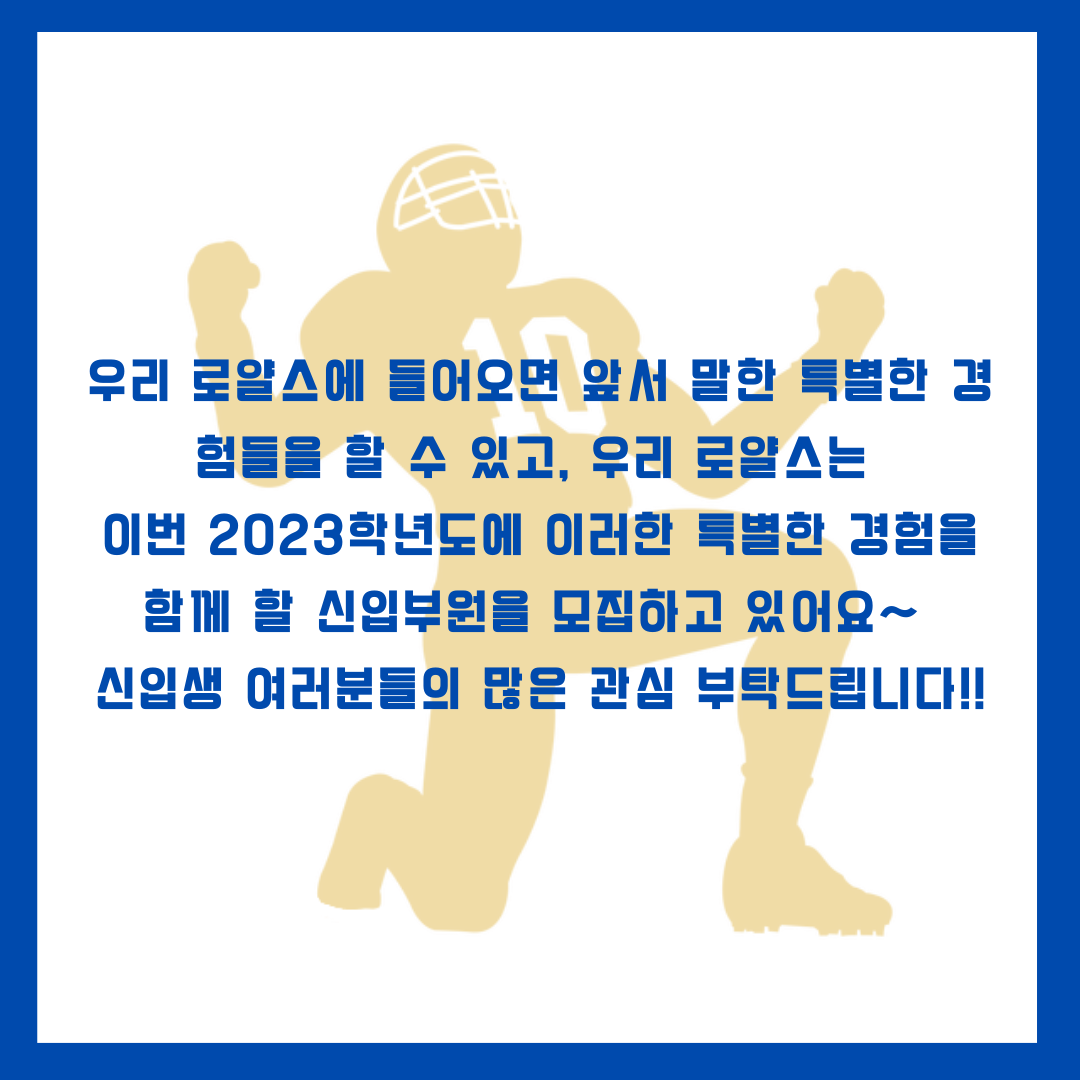 우리 로얄스에 들어오면 앞서 말한 특별한 경
험들을 할 수 있고, 우리 로얄스는
이번 2023학년도에 이러한 특별한 경험을
함께 할 신입부원을 모집하고 있어요~
신입생 여러분들의 많은 관심 부탁드립니다!!
10